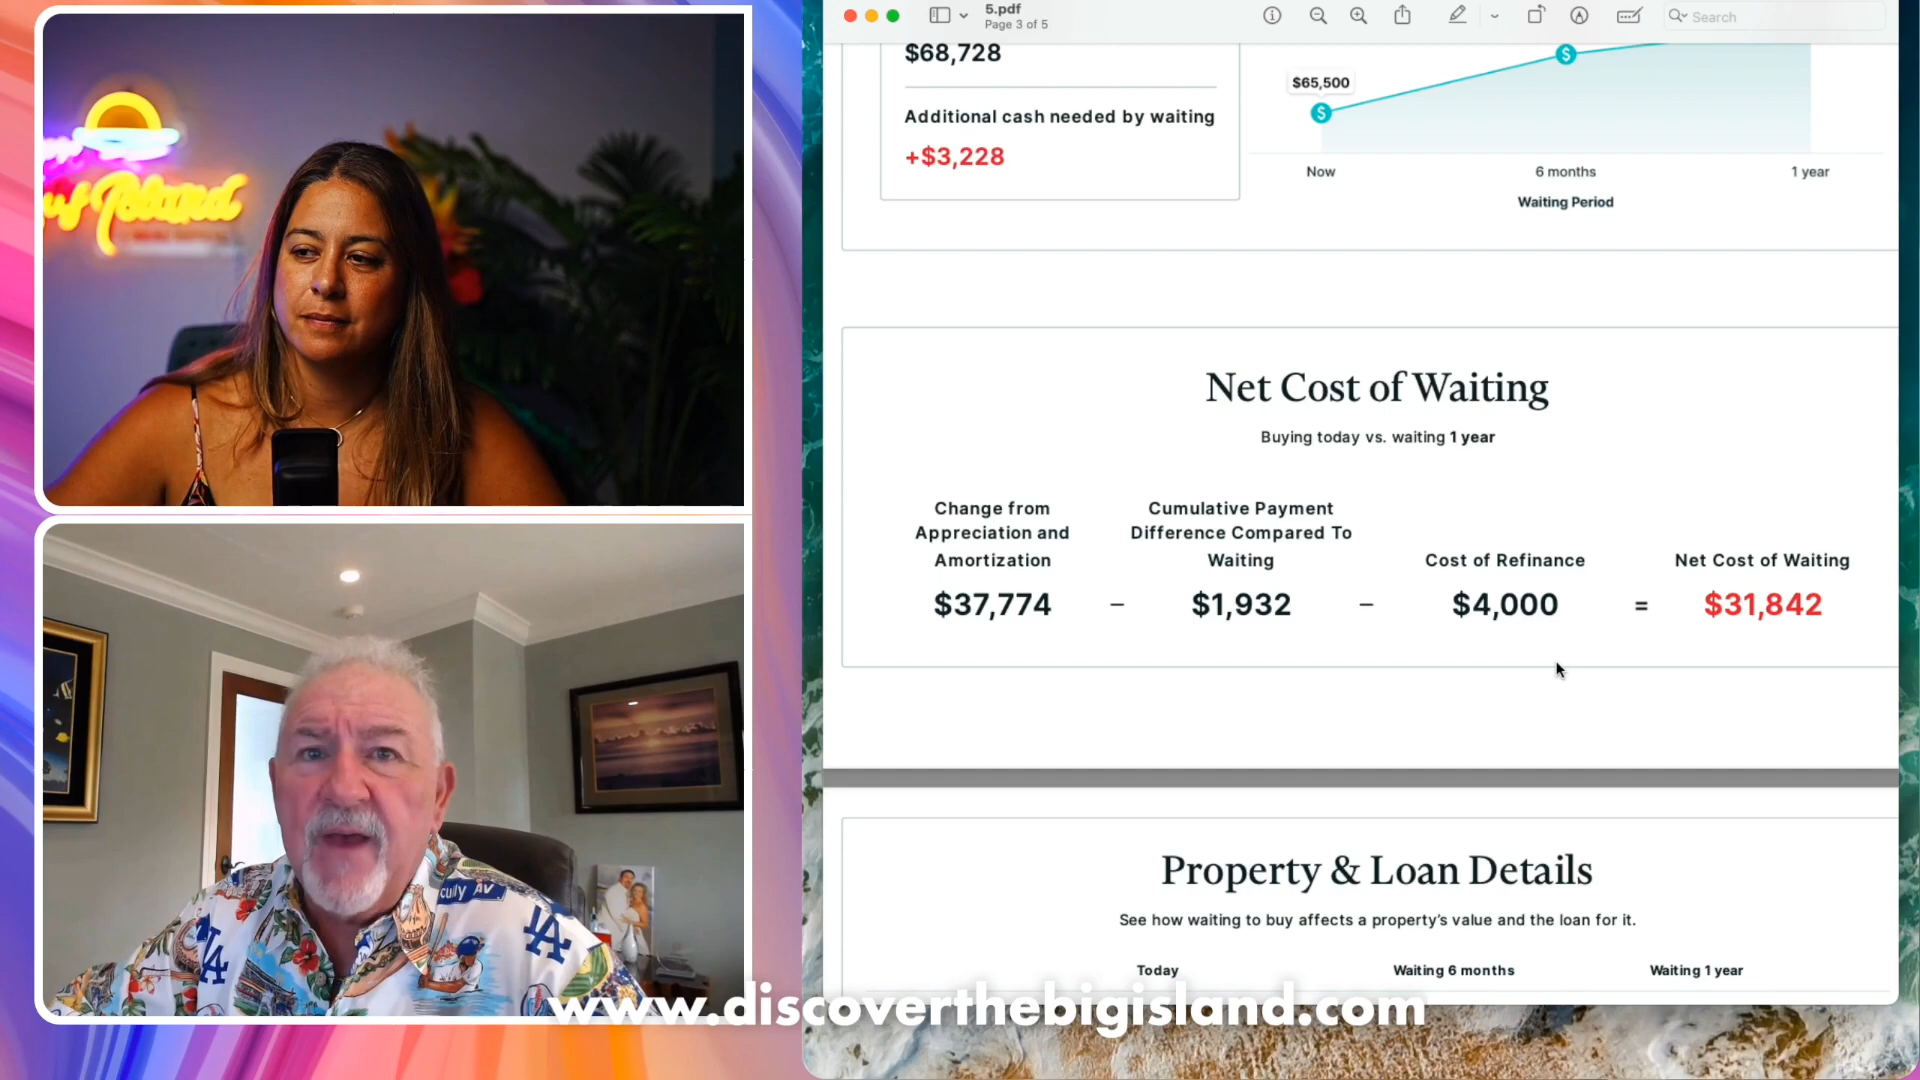 5.pdf
Page 3 of 5
Search
$68,728
Additional cash needed by waiting
+$3,228
$65,500
$
$
Now
6 months
1 year
Waiting Period
Net Cost of Waiting
Buying today vs. waiting 1 year
Change from
Appreciation and
Amortization
$37,774
–
Cumulative Payment
Difference Compared To
Waiting
$1,932
–
Cost of Refinance
$4,000
=
Net Cost of Waiting
$31,842
Property & Loan Details
See how waiting to buy affects a property's value and the loan for it.
Today
Waiting 6 months
Waiting 1 year
LA
LA
AV
www.discoverthebigisland.com